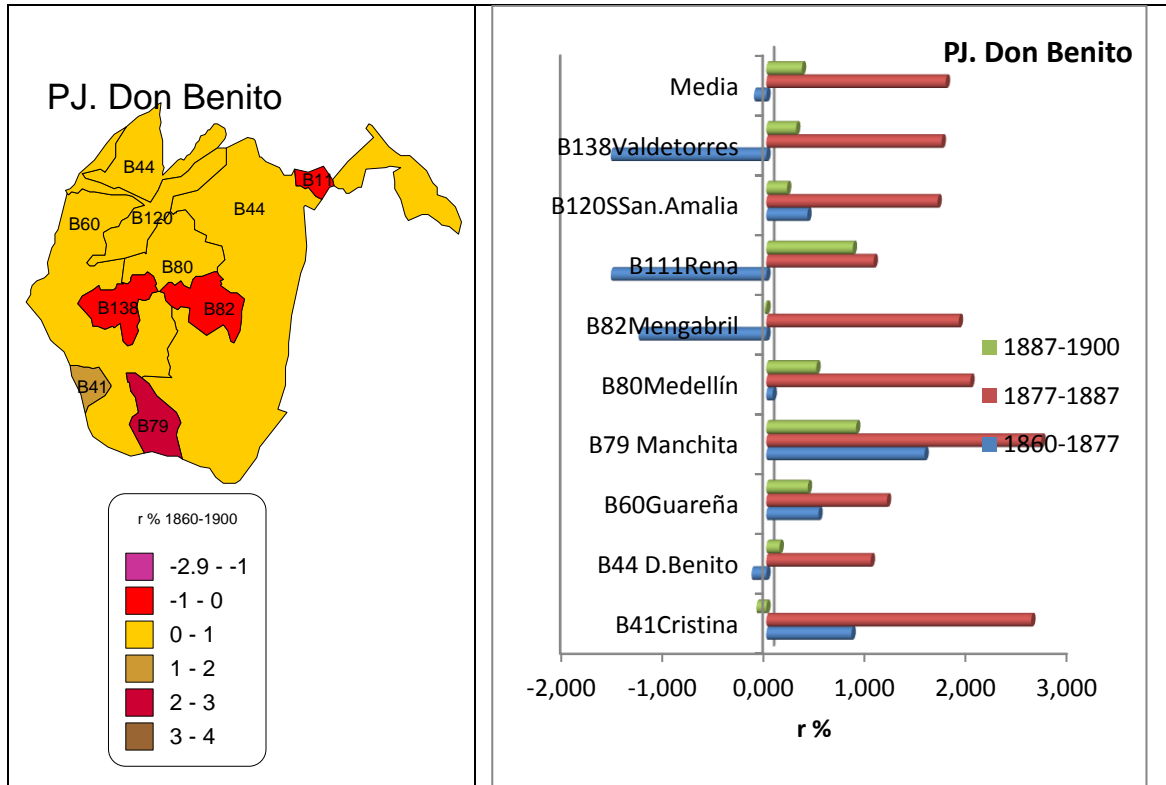 PJ. Don Benito
B44
B11
B60
B120
B44
B80
B138
B82
B41
B79
r % 1860-1900
-2.9 - -1
-1 - 0
0 - 1
1 - 2
2 - 3
3 - 4
PJ. Don Benito
Media
B138Valdetorres
B120SSan.Amalia
B111Rena
B82Mengabril
B80Medellín
B79 Manchita
B60Guareña
B44 D.Benito
B41Cristina
1887-1900
1877-1887
1860-1877
-2,000 -1,000 0,000 1,000 2,000 3,000
r %